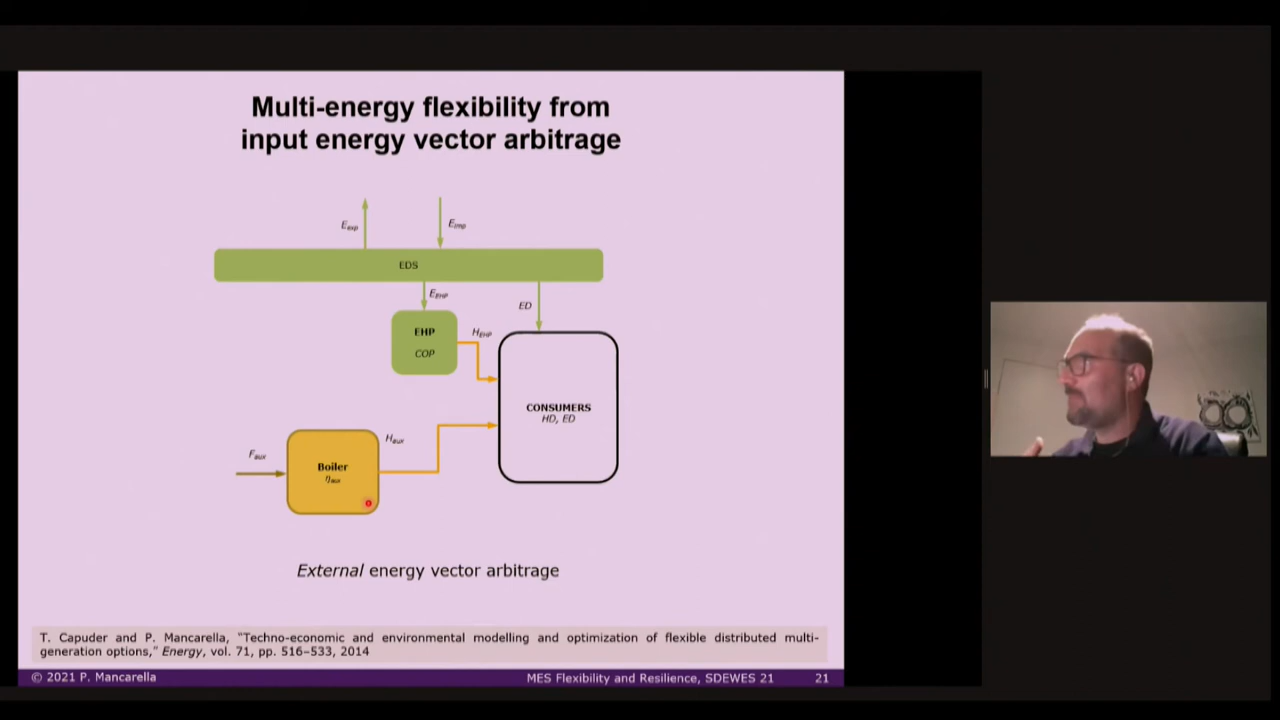 Multi-energy flexibility from
input energy vector arbitrage
E_exp
E_imp
EDS
E_EHP
ED
EHP
COP
H_EHP
CONSUMERS
HD, ED
H_aux
F_aux
Boiler
η_aux
External energy vector arbitrage
T. Capuder and P. Mancarella, “Techno-economic and environmental modelling and optimization of flexible distributed multi-
generation options,” Energy, vol. 71, pp. 516–533, 2014
© 2021 P. Mancarella
MES Flexibility and Resilience, SDEWES 21
21